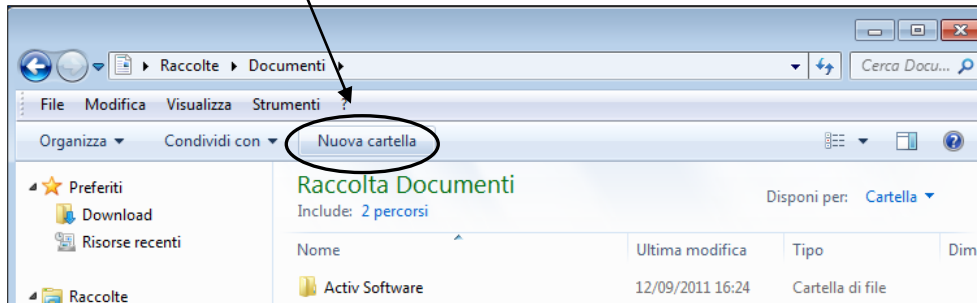 Raccolte Documenti
Cerca Docu...
File Modifica Visualizza Strumenti ?
Organizza Condividi con Nuova cartella
Preferiti
Download
Risorse recenti
Raccolte
Raccolta Documenti
Include: 2 percorsi
Disponi per: Cartella
Nome Ultima modifica Tipo Dim
Activ Software 12/09/2011 16:24 Cartella di file